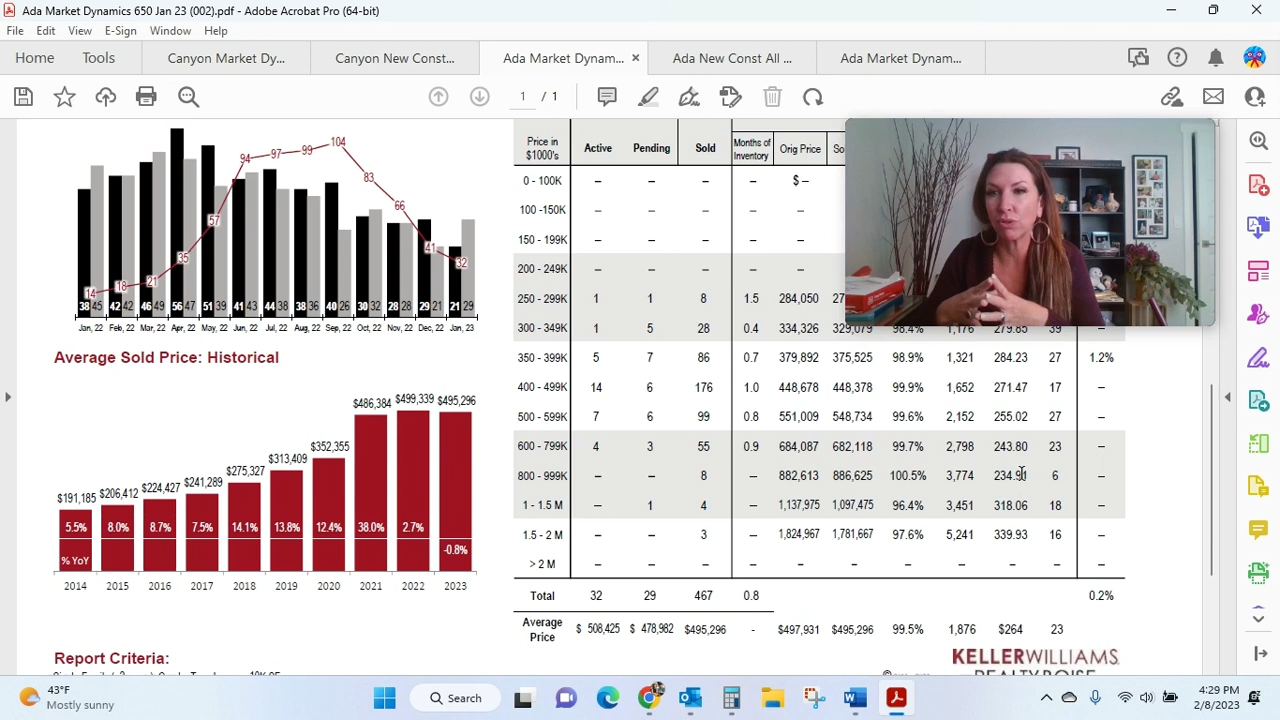 Ada Market Dynamics 650 Jan 23 (002).pdf - Adobe Acrobat Pro (64-bit)
File Edit View E-Sign Window Help
Home Tools Canyon Market Dy... Canyon New Const... Ada Market Dynam... Ada New Const All ... Ada Market Dynam...
1 / 1
104
94 97 99
83
57 66
35 41
14 18 21 32
38 45 42 42 46 49 56 47 51 39 41 43 44 38 38 36 40 26 30 32 28 28 29 21 21 29
Jan, 22 Feb, 22 Mar, 22 Apr, 22 May, 22 Jun, 22 Jul, 22 Aug, 22 Sep, 22 Oct, 22 Nov, 22 Dec, 22 Jan, 23
Average Sold Price: Historical
$191,185 $206,412 $224,427 $241,289 $275,327 $313,409 $352,355 $486,384 $499,339 $495,296
5.5% 8.0% 8.7% 7.5% 14.1% 13.8% 12.4% 38.0% 2.7%
-0.8%
% YoY
2014 2015 2016 2017 2018 2019 2020 2021 2022 2023
Report Criteria:
Price in $1000's Active Pending Sold Months of Inventory Orig Price
0 - 100K – – – – $ –
100 -150K – – – – –
150 - 199K – – – – –
200 - 249K – – – – –
250 - 299K 1 1 8 1.5 284,050
300 - 349K 1 5 28 0.4 334,326 329,079 98.4% 1,176 279.85 39 –
350 - 399K 5 7 86 0.7 379,892 375,525 98.9% 1,321 284.23 27 1.2%
400 - 499K 14 6 176 1.0 448,678 448,378 99.9% 1,652 271.47 17 –
500 - 599K 7 6 99 0.8 551,009 548,734 99.6% 2,152 255.02 27 –
600 - 799K 4 3 55 0.9 684,087 682,118 99.7% 2,798 243.80 23 –
800 - 999K – – 8 – 882,613 886,625 100.5% 3,774 234.91 6 –
1 - 1.5 M – 1 4 – 1,137,975 1,097,475 96.4% 3,451 318.06 18 –
1.5 - 2 M – – 3 – 1,824,967 1,781,667 97.6% 5,241 339.93 16 –
> 2 M – – – – – – – – – – –
Total 32 29 467 0.8 0.2%
Average Price $ 508,425 $ 478,982 $495,296 - $497,931 $495,296 99.5% 1,876 $264 23
KELLERWILLIAMS.
REALTY BOISE
43°F
Mostly sunny
Search
4:29 PM
2/8/2023